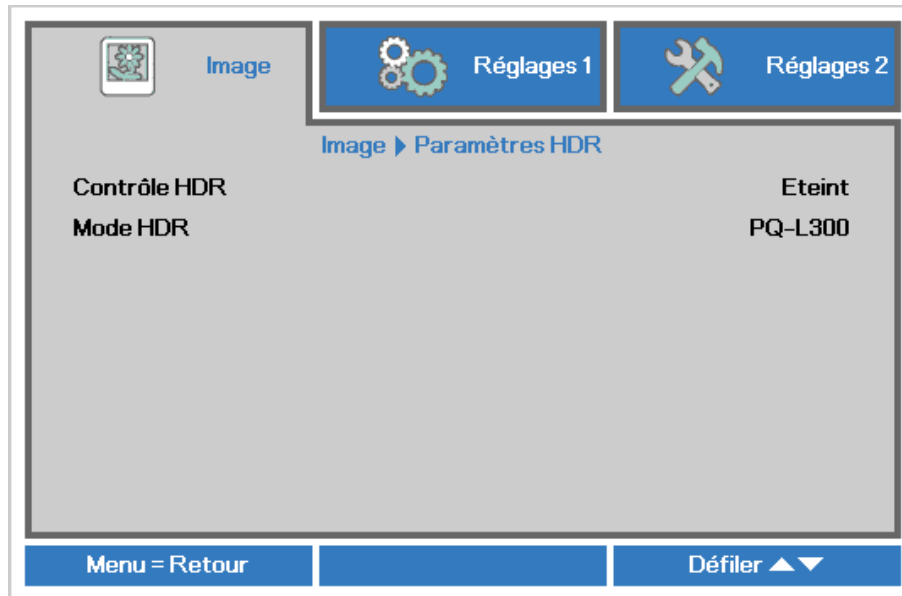 Image
Réglages 1
Réglages 2
Image ▶ Paramètres HDR
Contrôle HDR Eteint
Mode HDR PQ-L300
Menu = Retour
Défiler ▲▼